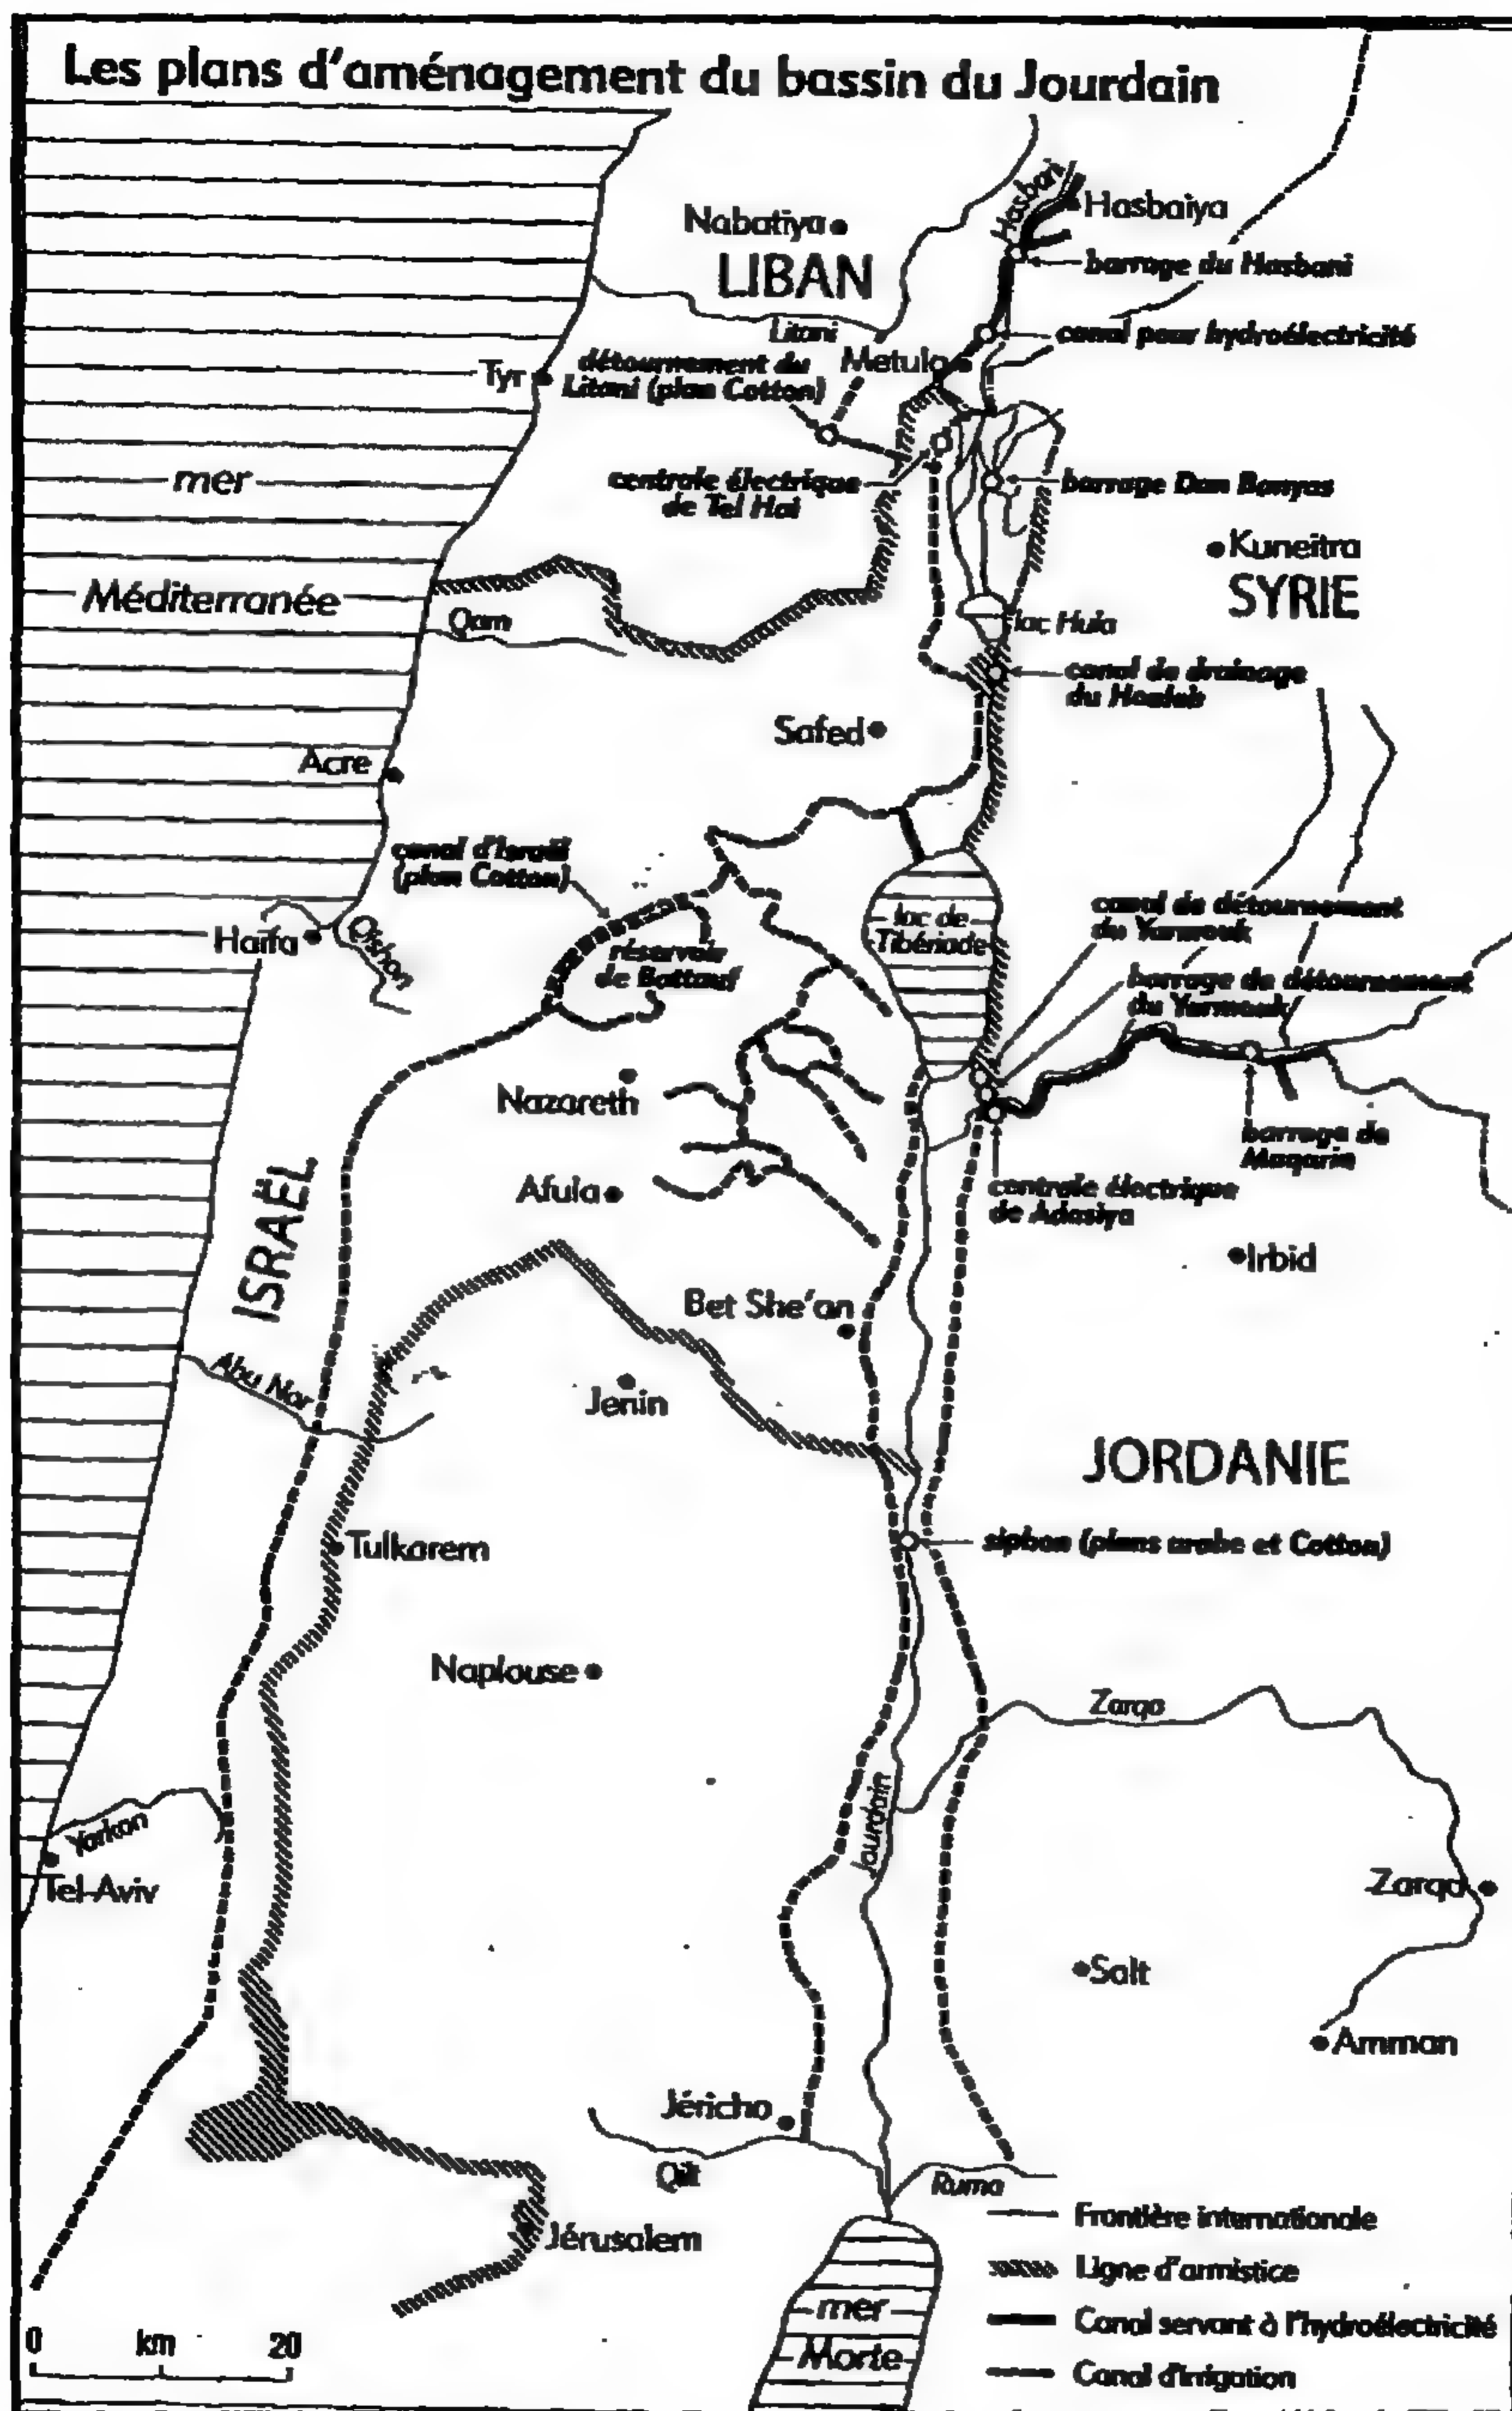 Les plans d'aménagement du bassin du Jourdain
Hasbani
Hasbaiya
Nabatiya
barrage du Hasbani
LIBAN
Litani
canal pour hydroélectricité
Metula
détournement du
Litani (plan Cotton)
Tyr
centrale électrique
de Tel Hai
barrage Dan Banyas
mer
Kuneitra
SYRIE
Méditerranée
Qarn
lac Hula
canal de drainage
du Houleh
Safed
Acre
canal d'Israël
(plan Cotton)
lac de
Tibériade
canal de détournement
du Yarmouk
Haïfa
Qishon
réservoir
de Battauf
barrage de détournement
du Yarmouk
Nazareth
barrage de
Maqarin
Afula
centrale électrique
de Adasiya
ISRAËL
Irbid
Bet She'an
Abu Nar
Jenin
JORDANIE
Tulkarem
siphon (plans arabe et Cotton)
Naplouse
Zarqa
Jourdain
Yarkon
Tel-Aviv
Zarqa
Salt
Amman
Jéricho
Qilt
Ruma
Jérusalem
Frontière internationale
Ligne d'armistice
mer
Morte
Canal servant à l'hydroélectricité
Canal d'irrigation
0 km 20